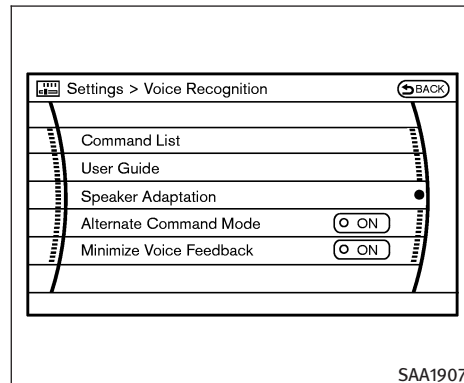 Settings > Voice Recognition BACK
Command List
User Guide
Speaker Adaptation
Alternate Command Mode ON
Minimize Voice Feedback ON
SAA1907